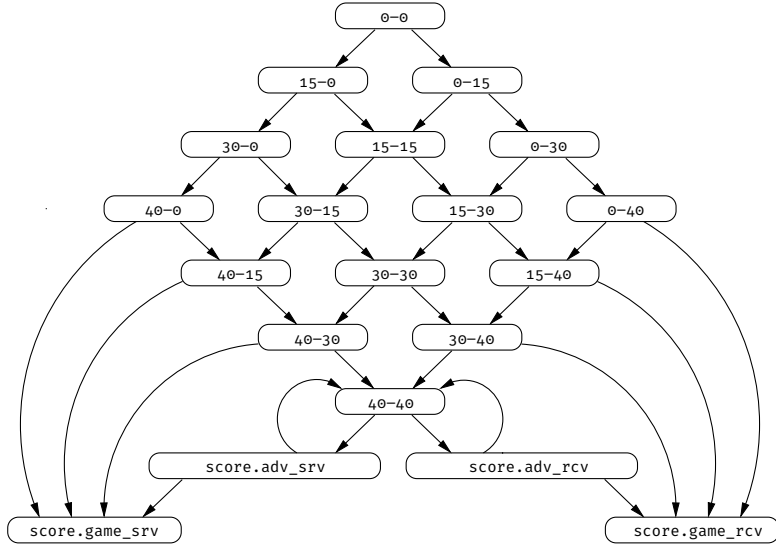 0–0
15–0 0–15
30–0 15–15 0–30
40–0 30–15 15–30 0–40
40–15 30–30 15–40
40–30 30–40
40–40
score.adv_srv score.adv_rcv
score.game_srv score.game_rcv